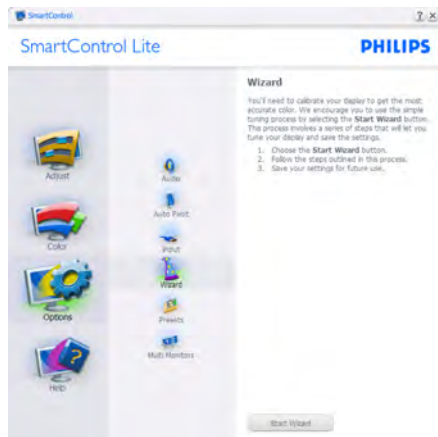 SmartControl
? x
SmartControl Lite
PHILIPS
Wizard
You'll need to calibrate your display to get the most
accurate color. We encourage you to use the simple
tuning process by selecting the Start Wizard button.
This process involves a series of steps that will let you
tune your display and save the settings.
1. Choose the Start Wizard button.
2. Follow the steps outlined in this process.
3. Save your settings for future use.
Adjust
Color
Options
Help
Audio
Auto Pivot
Input
Wizard
Presets
Multi Monitors
Start Wizard